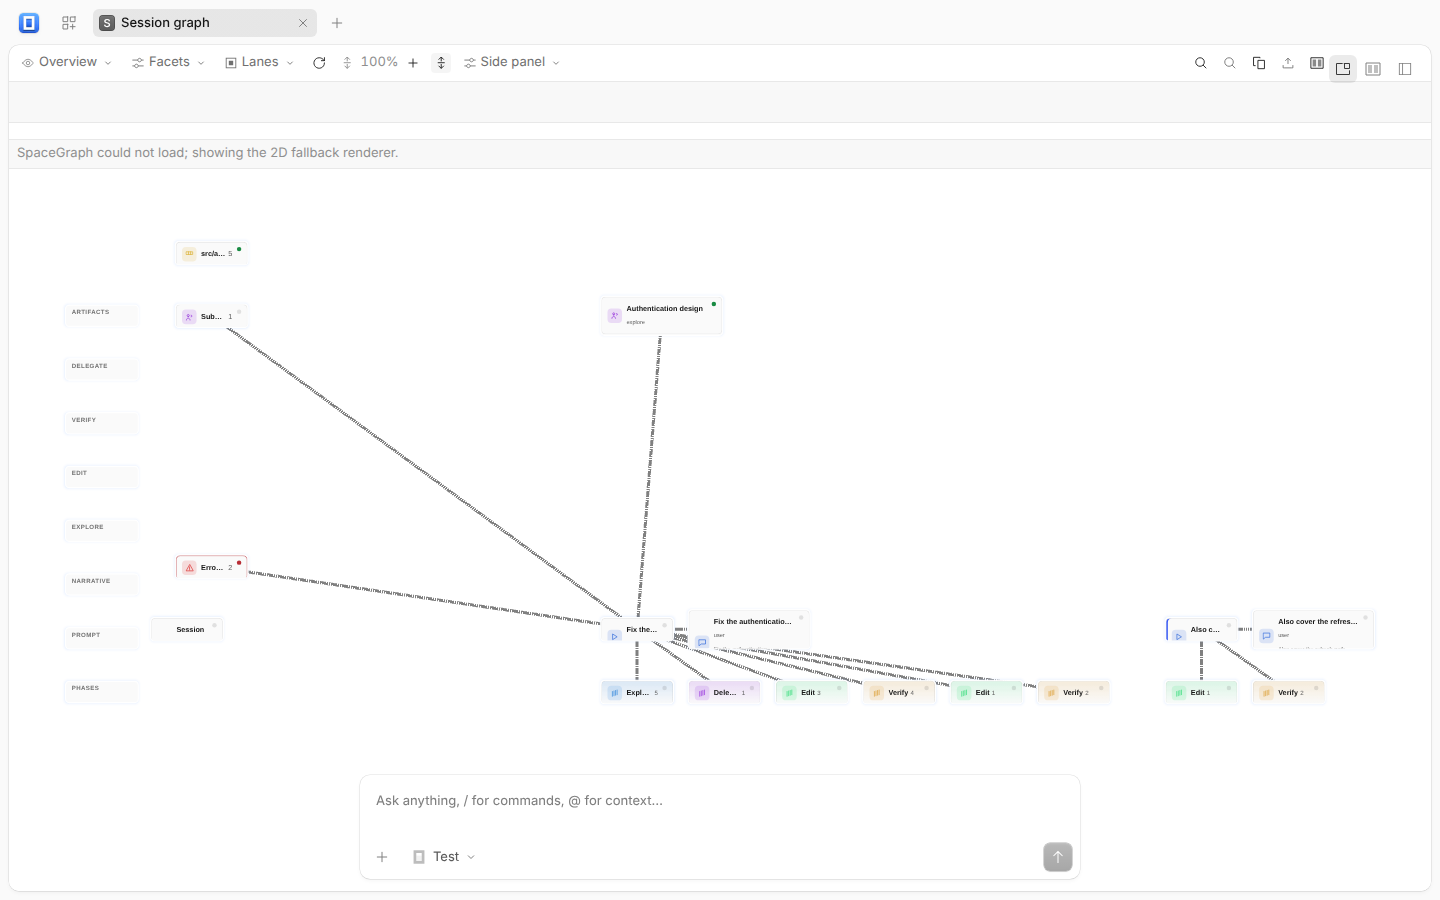 S Session graph
Overview
Facets
Lanes
100%
Side panel
SpaceGraph could not load; showing the 2D fallback renderer.
src/a... 5
ARTIFACTS
Sub... 1
Authentication design
explore
DELEGATE
VERIFY
EDIT
EXPLORE
Erro... 2
NARRATIVE
PROMPT
Session
Fix the...
Fix the authenticatio...
user
Also c...
Also cover the refres...
user
PHASES
Expl... 5
Dele... 1
Edit 3
Verify 4
Edit 1
Verify 2
Edit 1
Verify 2
Ask anything, / for commands, @ for context...
Test